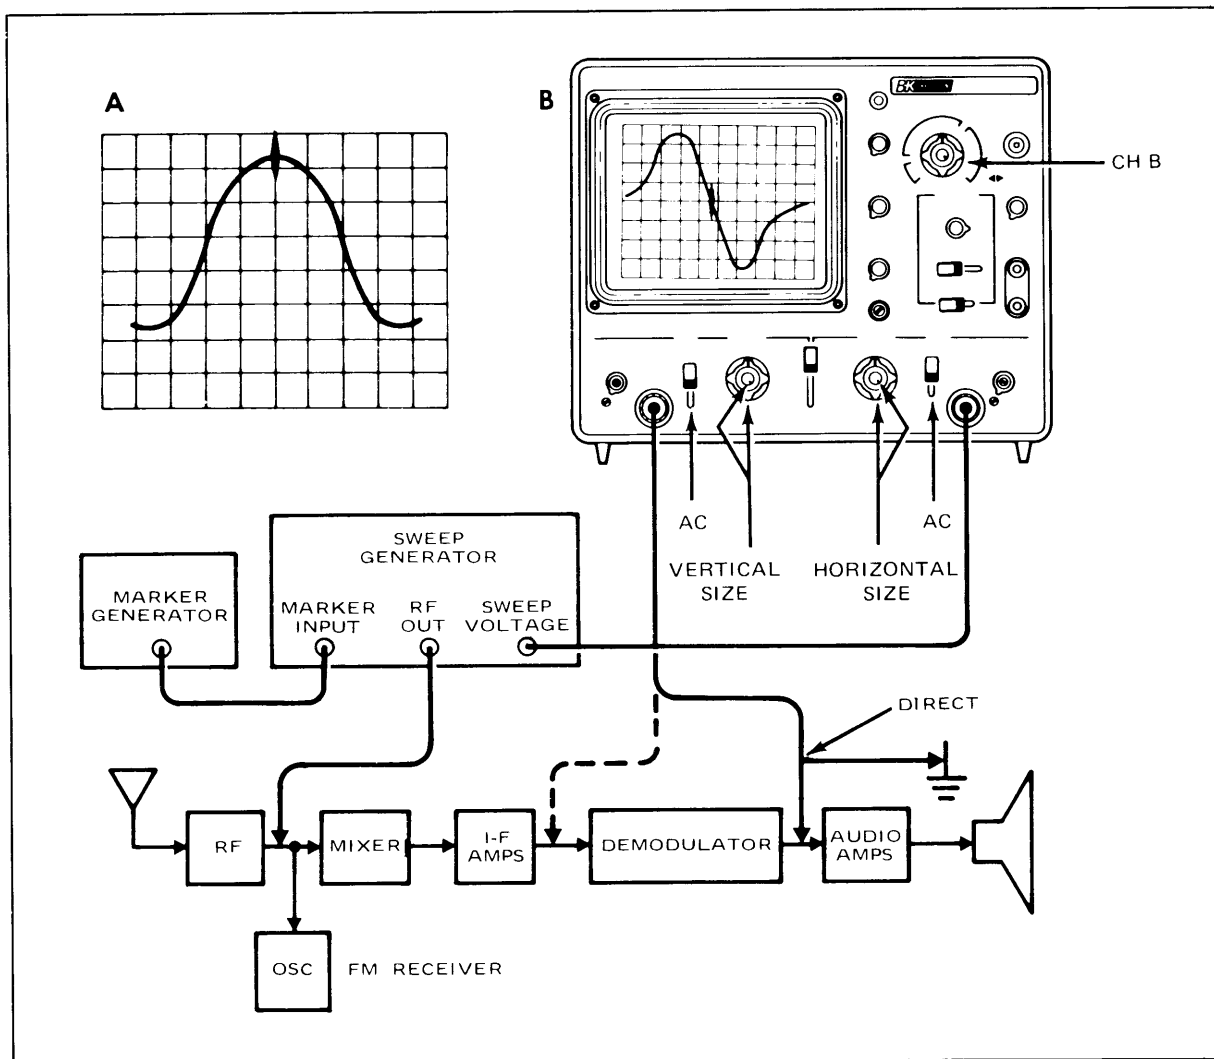 A
B
BK
CH B
AC
AC
VERTICAL
SIZE
HORIZONTAL
SIZE
SWEEP
GENERATOR
MARKER
GENERATOR
MARKER
INPUT
RF
OUT
SWEEP
VOLTAGE
DIRECT
RF
MIXER
I-F
AMPS
DEMODULATOR
AUDIO
AMPS
OSC
FM RECEIVER